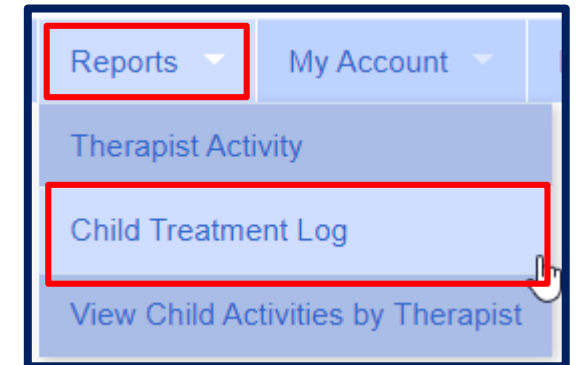 Reports My Account
Therapist Activity
Child Treatment Log
View Child Activities by Therapist